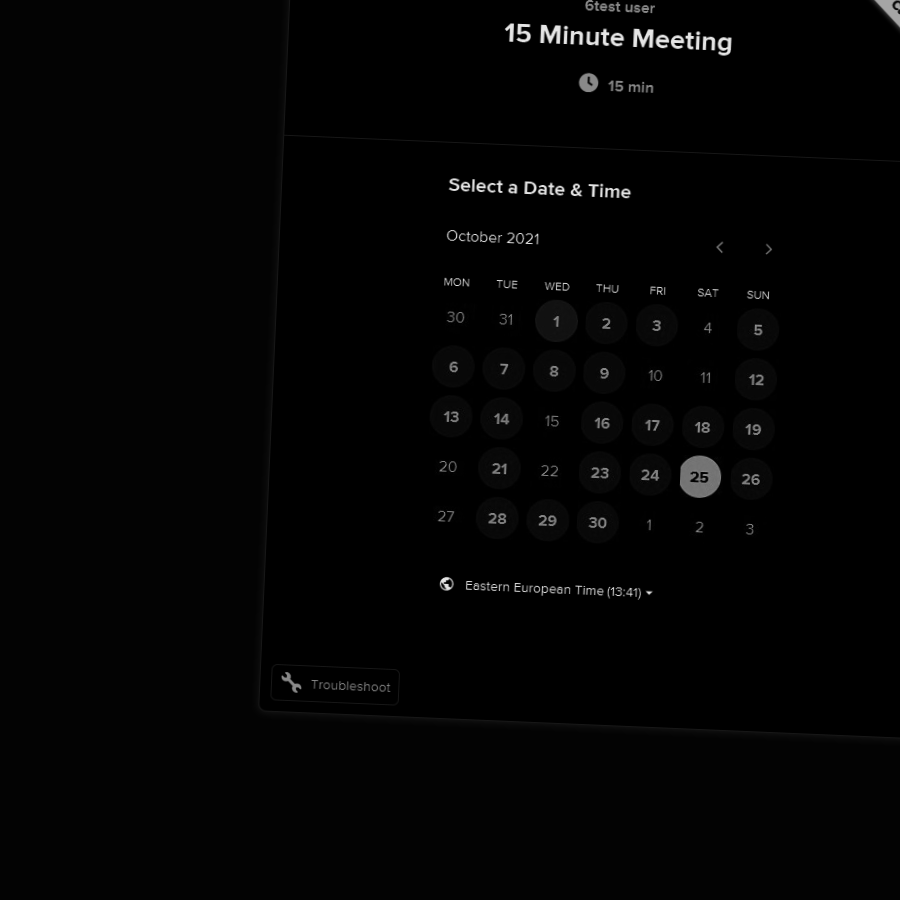 6test user
15 Minute Meeting
15 min
Select a Date & Time
October 2021
MON TUE WED THU FRI SAT SUN
30 31 1 2 3 4 5
6 7 8 9 10 11 12
13 14 15 16 17 18 19
20 21 22 23 24 25 26
27 28 29 30 1 2 3
Eastern European Time (13:41)
Troubleshoot